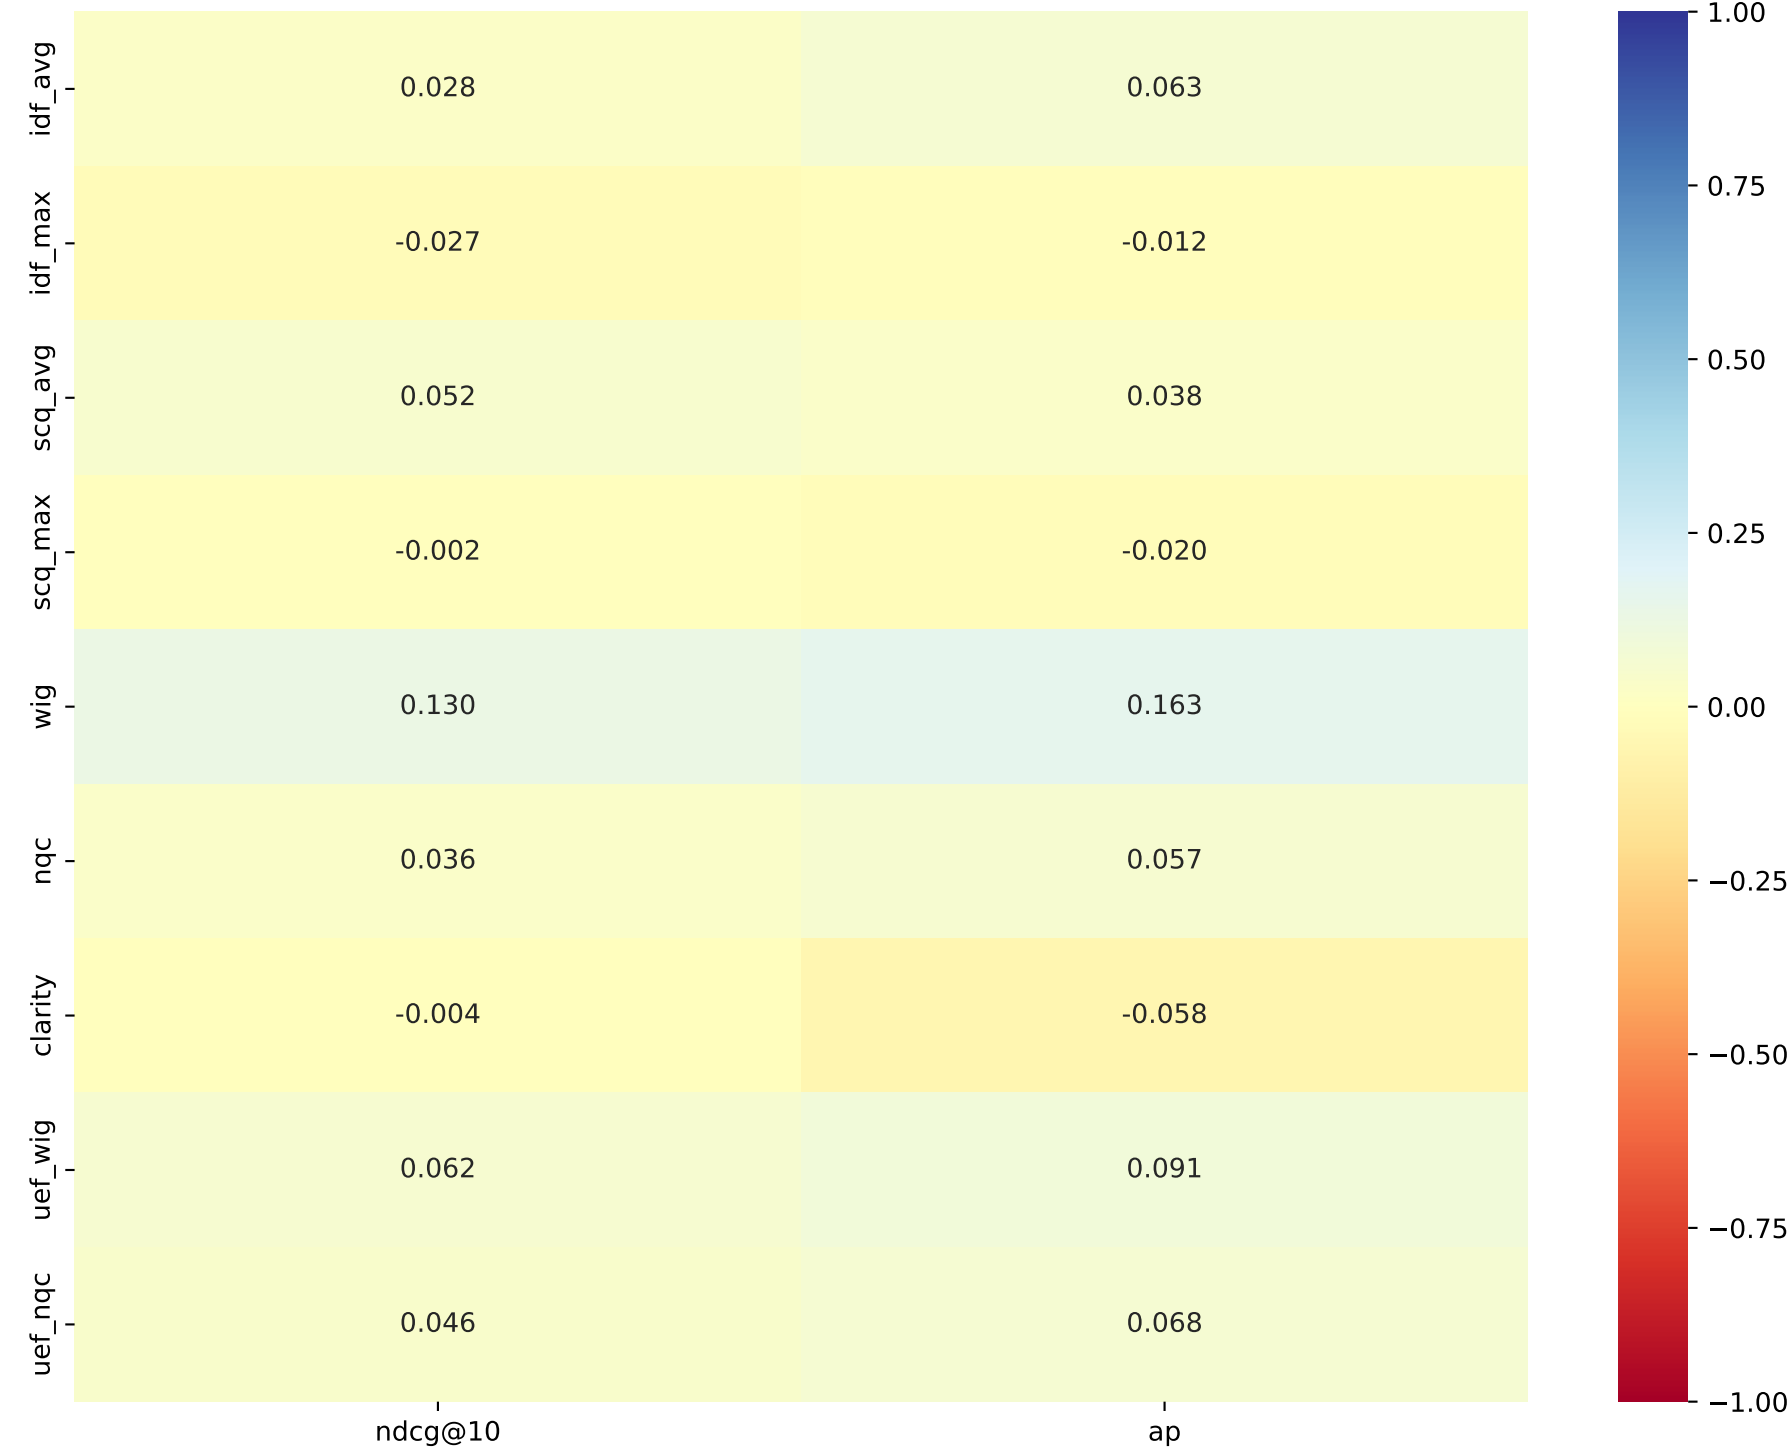 idf_avg 0.028 0.063
idf_max -0.027 -0.012
scq_avg 0.052 0.038
scq_max -0.002 -0.020
wig 0.130 0.163
nqc 0.036 0.057
clarity -0.004 -0.058
uef_wig 0.062 0.091
uef_nqc 0.046 0.068
ndcg@10 ap
1.00
0.75
0.50
0.25
0.00
−0.25
−0.50
−0.75
−1.00